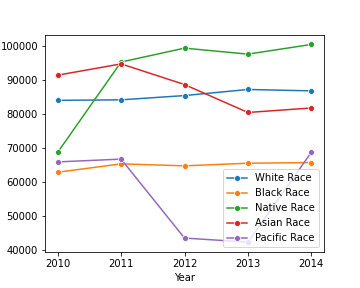 100000
90000
80000
70000
60000
50000
40000
2010 2011 2012 2013 2014
Year
White Race
Black Race
Native Race
Asian Race
Pacific Race